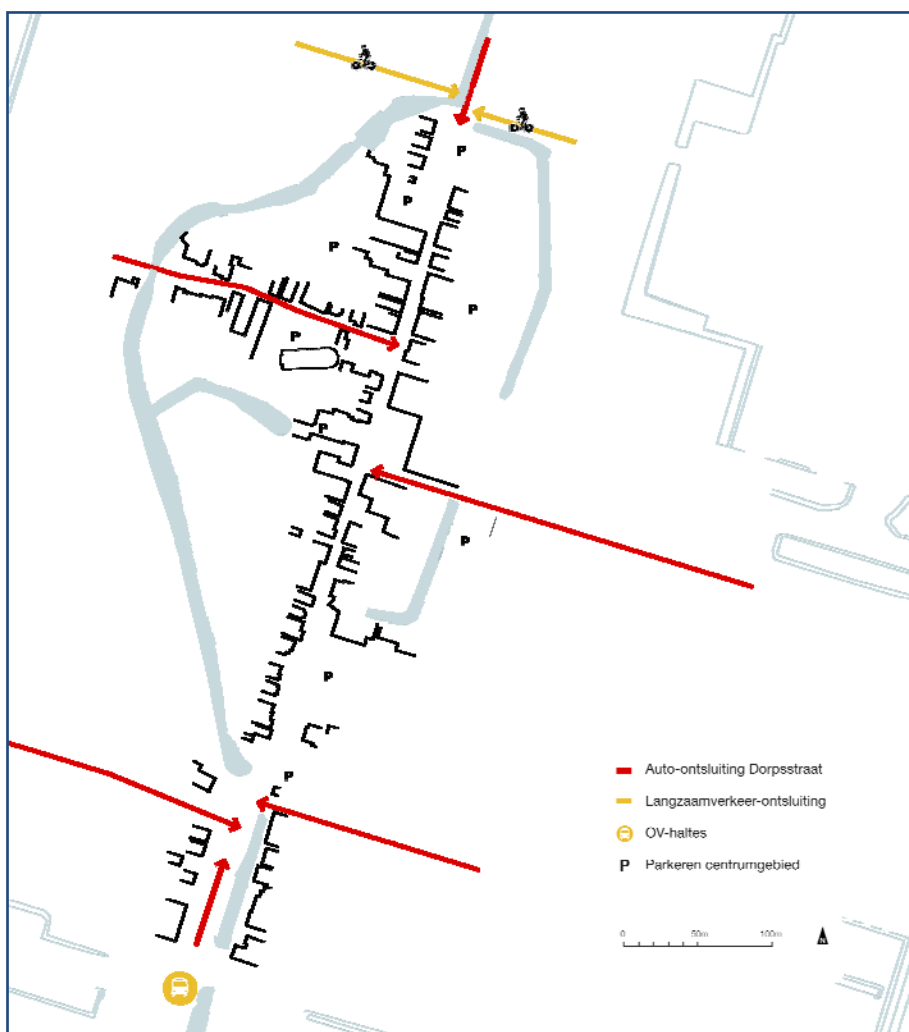 P
P
P
P
P
P
P
P
P
Auto-ontsluiting Dorpsstraat
Langzaamverkeer-ontsluiting
OV-haltes
P Parkeren centrumgebied
0 50m 100m N